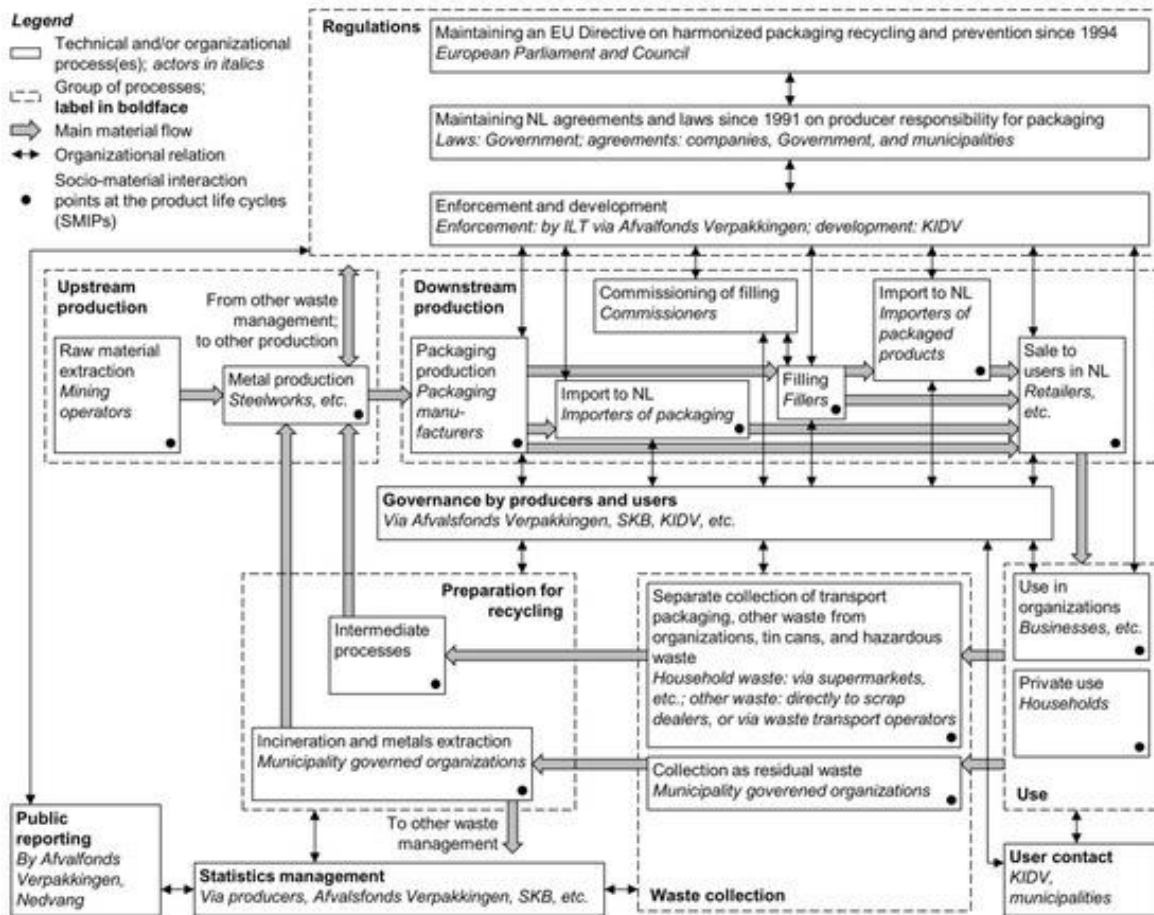 Legend
Technical and/or organizational
process(es); actors in italics
Group of processes;
label in boldface
Main material flow
Organizational relation
Socio-material interaction
points at the product life cycles
(SMIPs)
Regulations
Maintaining an EU Directive on harmonized packaging recycling and prevention since 1994
European Parliament and Council
Maintaining NL agreements and laws since 1991 on producer responsibility for packaging
Laws: Government; agreements: companies, Government, and municipalities
Enforcement and development
Enforcement: by ILT via Afvalfonds Verpakkingen; development: KIDV
Upstream
production
From other waste
management;
to other production
Raw material
extraction
Mining
operators
Metal production
Steelworks, etc.
Downstream
production
Packaging
production
Packaging
manu-
facturers
Commissioning of filling
Commissioners
Import to NL
Importers of packaging
Filling
Fillers
Import to NL
Importers of
packaged
products
Sale to
users in NL
Retailers,
etc.
Governance by producers and users
Via Afvalsfonds Verpakkingen, SKB, KIDV, etc.
Preparation for
recycling
Intermediate
processes
Incineration and metals extraction
Municipality governed organizations
Separate collection of transport
packaging, other waste from
organizations, tin cans, and hazardous
waste
Household waste: via supermarkets,
etc.; other waste: directly to scrap
dealers, or via waste transport operators
Collection as residual waste
Municipality goverened organizations
Waste collection
Use in
organizations
Businesses, etc.
Private use
Households
Use
To other waste
management
Public
reporting
By Afvalfonds
Verpakkingen,
Nedvang
Statistics management
Via producers, Afvalsfonds Verpakkingen, SKB, etc.
User contact
KIDV,
municipalities